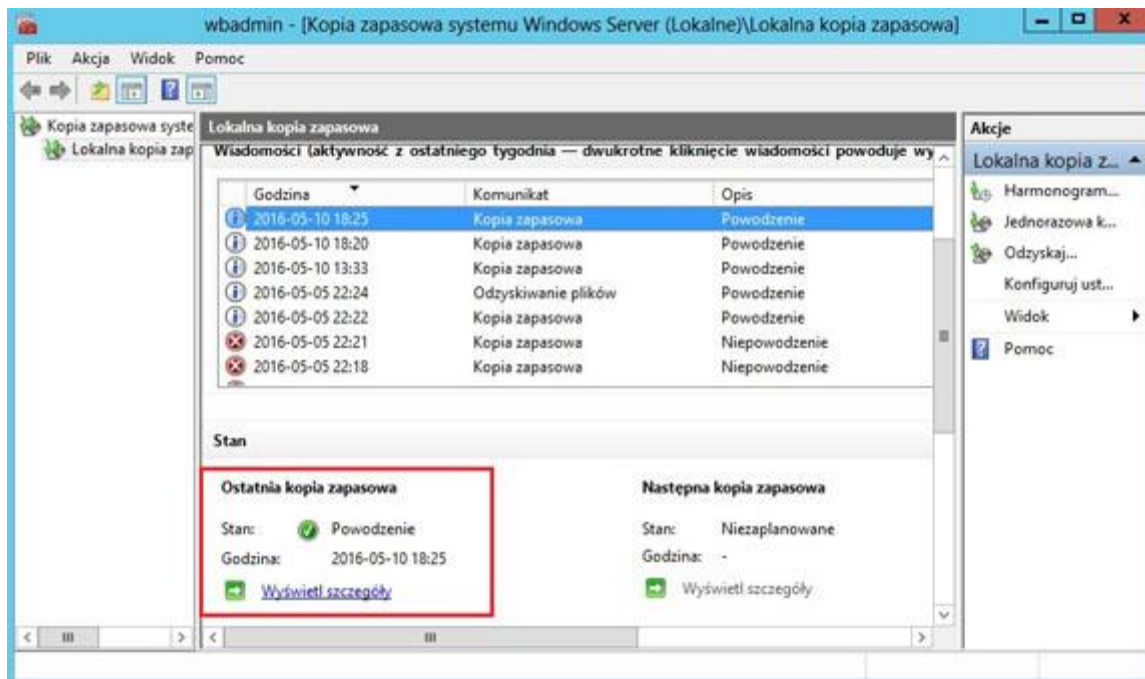 wbadmin - [Kopia zapasowa systemu Windows Server (Lokalne)\Lokalna kopia zapasowa]
Plik Akcja Widok Pomoc
Kopia zapasowa syste
Lokalna kopia zap
Lokalna kopia zapasowa
Wiadomości (aktywność z ostatniego tygodnia — dwukrotne kliknięcie wiadomości powoduje wy
Godzina Komunikat Opis
2016-05-10 18:25 Kopia zapasowa Powodzenie
2016-05-10 18:20 Kopia zapasowa Powodzenie
2016-05-10 13:33 Kopia zapasowa Powodzenie
2016-05-05 22:24 Odzyskiwanie plików Powodzenie
2016-05-05 22:22 Kopia zapasowa Powodzenie
2016-05-05 22:21 Kopia zapasowa Niepowodzenie
2016-05-05 22:18 Kopia zapasowa Niepowodzenie
Stan
Ostatnia kopia zapasowa
Stan: Powodzenie
Godzina: 2016-05-10 18:25
Wyświetl szczegóły
Następna kopia zapasowa
Stan: Niezaplanowane
Godzina: -
Wyświetl szczegóły
Akcje
Lokalna kopia z...
Harmonogram...
Jednorazowa k...
Odzyskaj...
Konfiguruj ust...
Widok
Pomoc